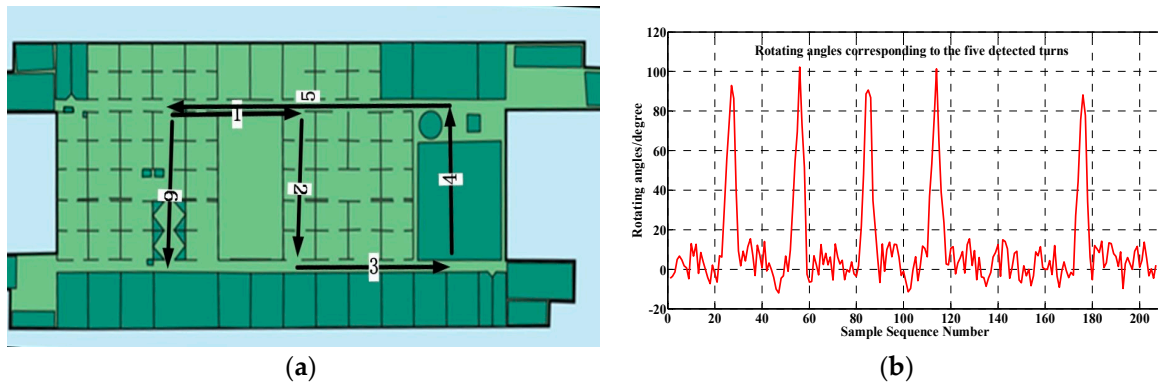 5
1
6
2
4
3
(a)
Rotating angles corresponding to the five detected turns
Rotating angles/degree
120
100
80
60
40
20
0
-20
0 20 40 60 80 100 120 140 160 180 200
Sample Sequence Number
(b)